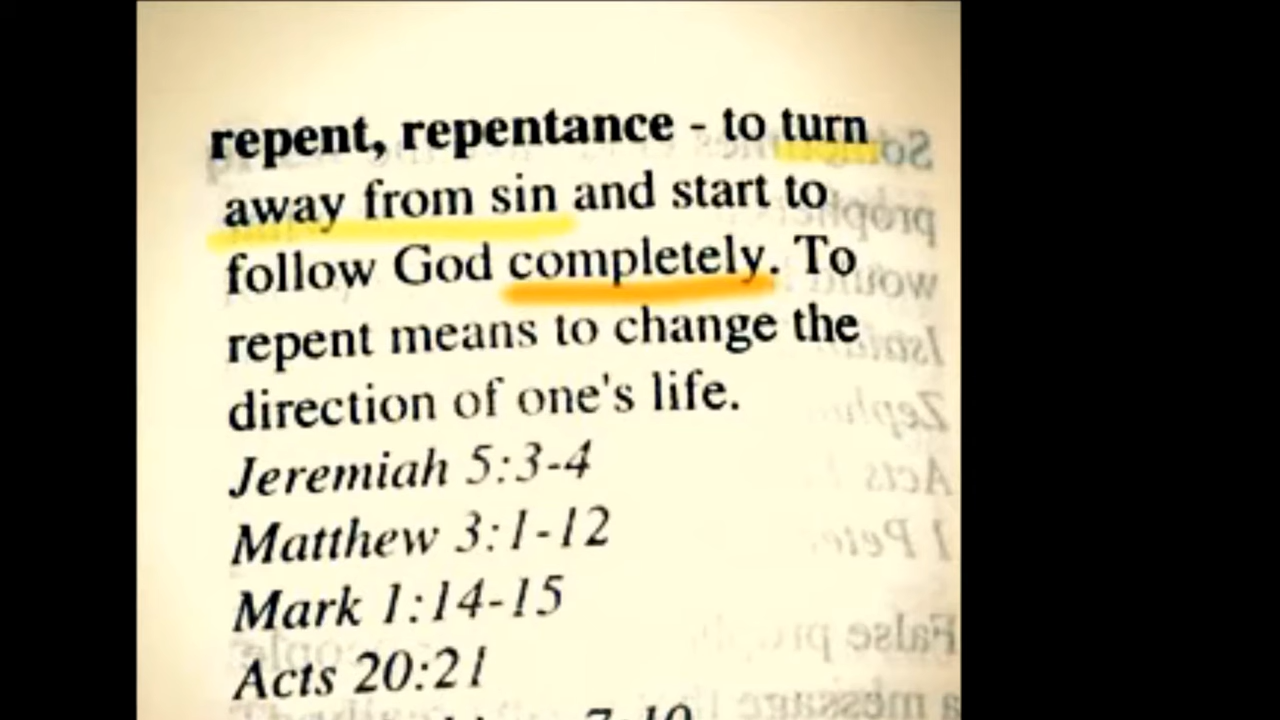 repent, repentance - to turn
away from sin and start to
follow God completely. To
repent means to change the
direction of one's life.
Jeremiah 5:3-4
Matthew 3:1-12
Mark 1:14-15
Acts 20:21
7:10